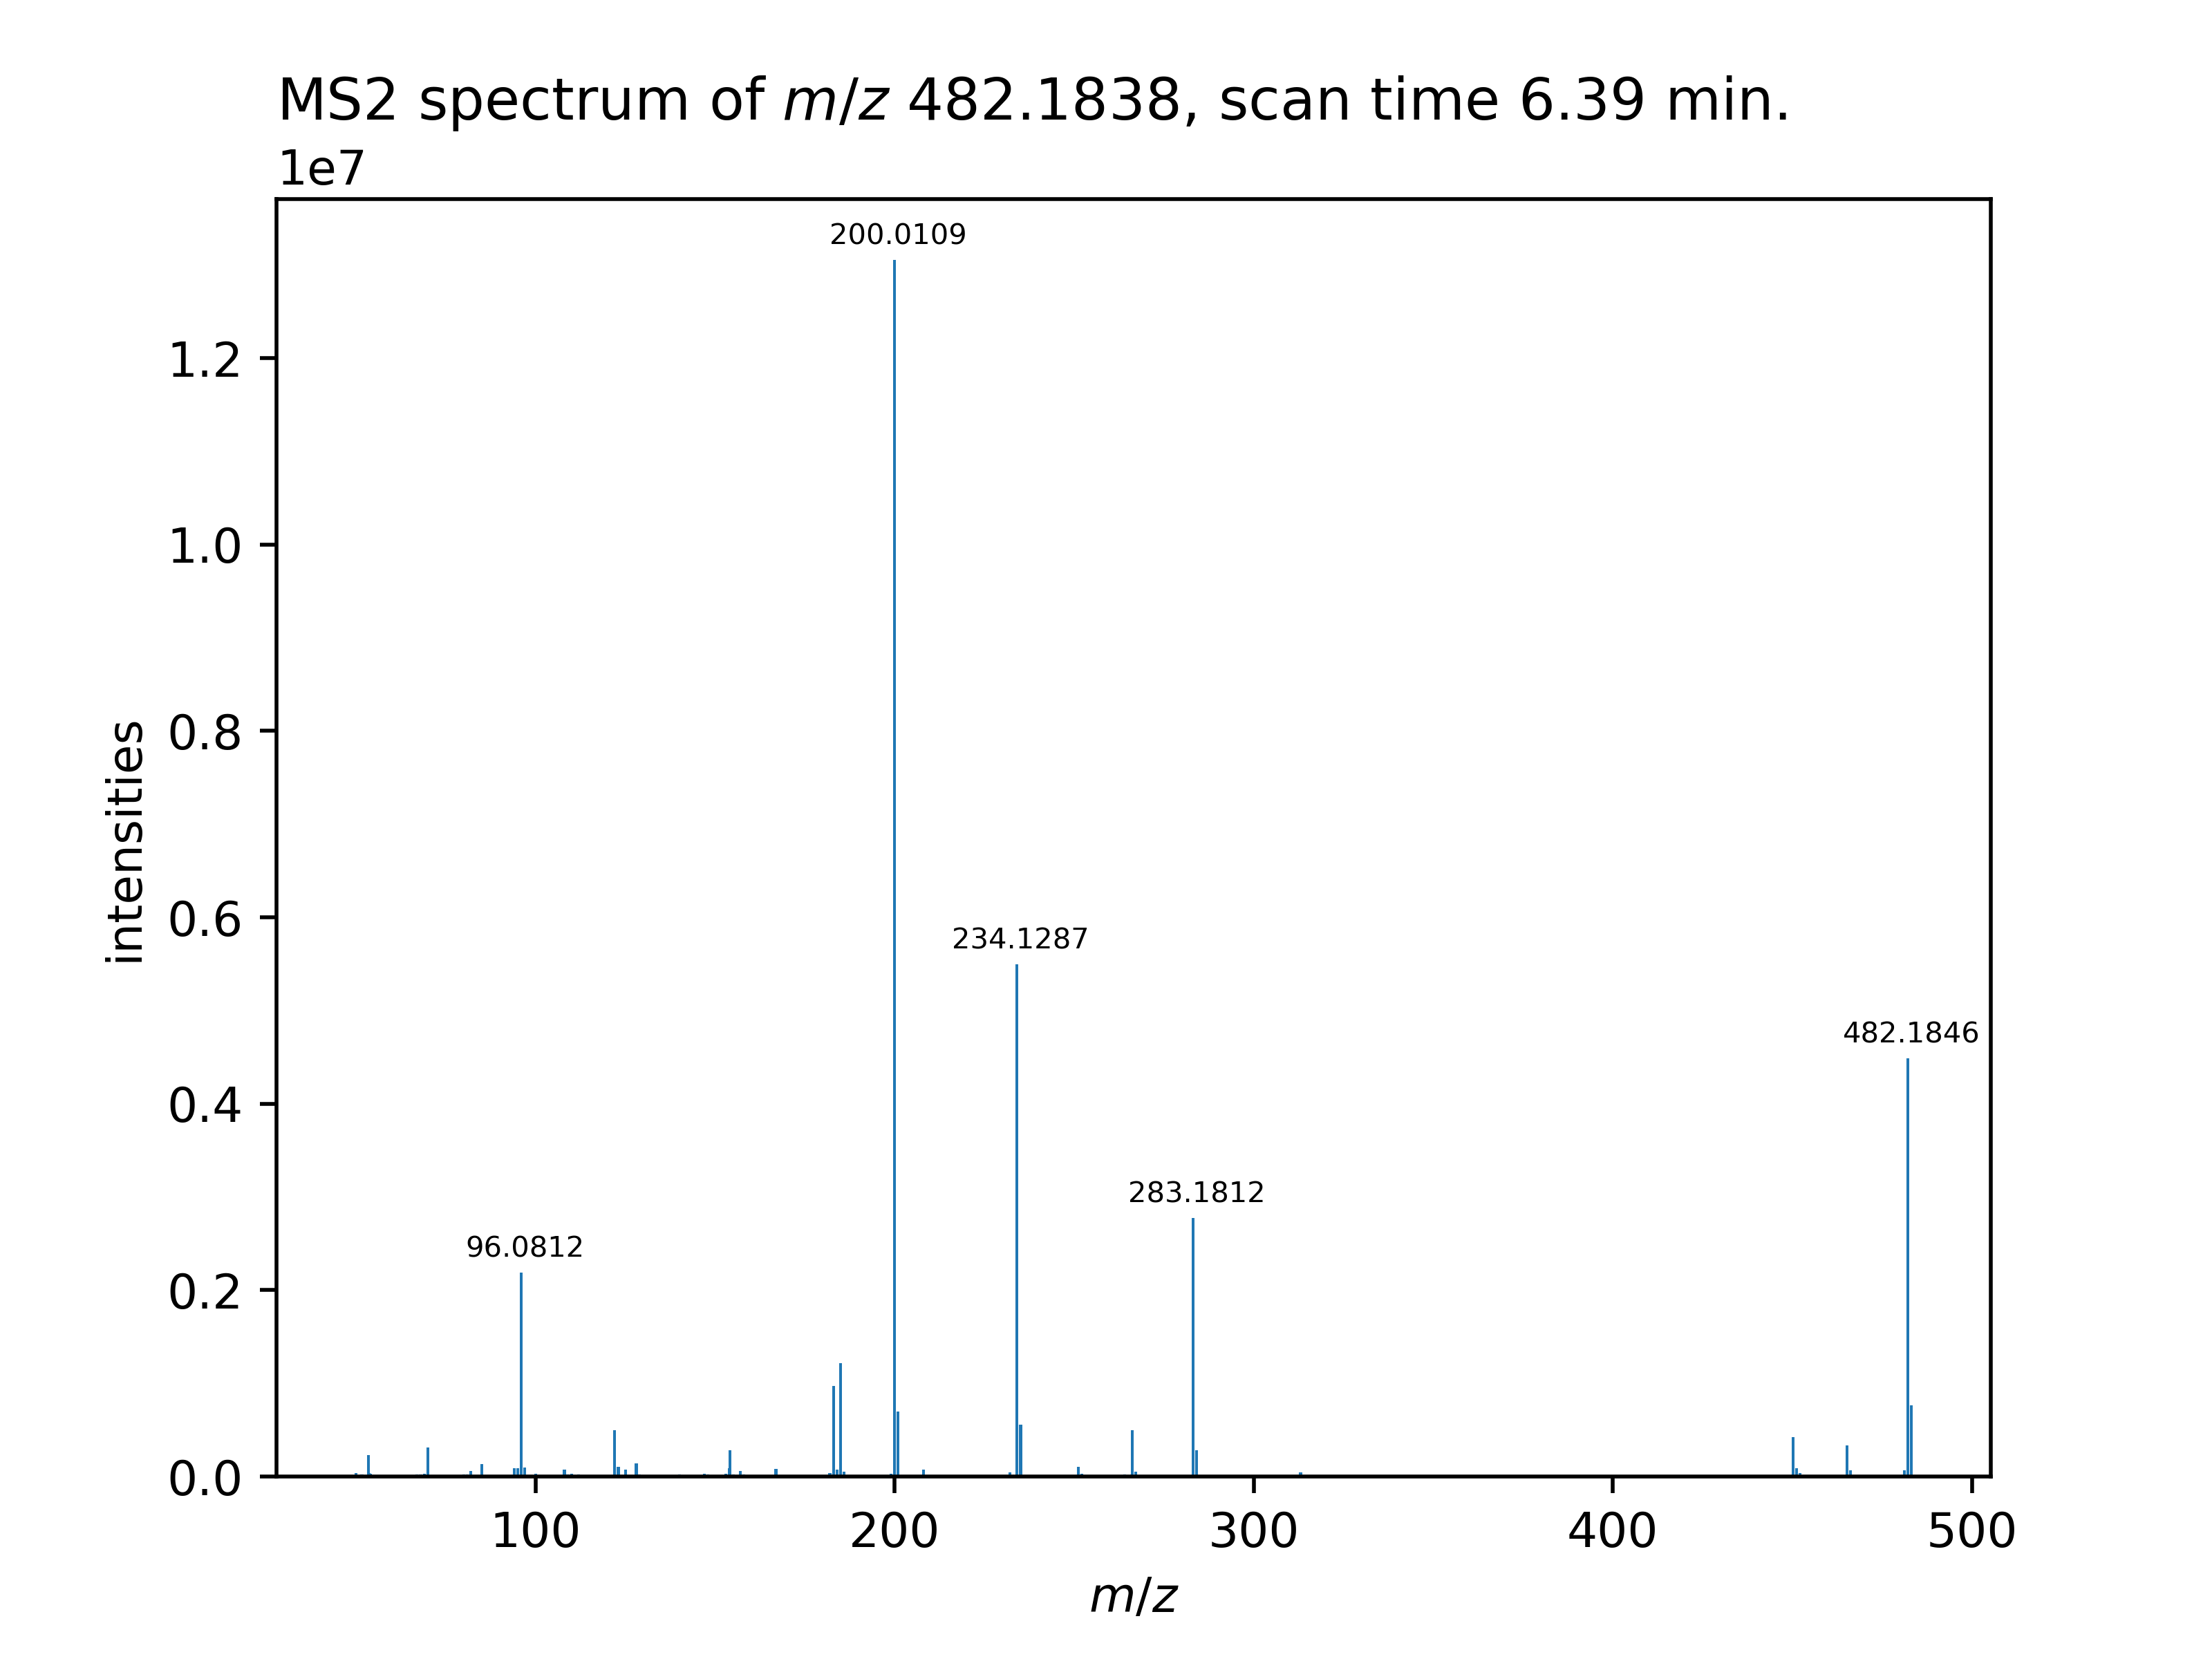 MS2 spectrum of m/z 482.1838, scan time 6.39 min.
1e7
200.0109
1.2
1.0
0.8
234.1287
0.6
482.1846
0.4
283.1812
96.0812
0.2
0.0
intensities
100 200 300 400 500
m/z